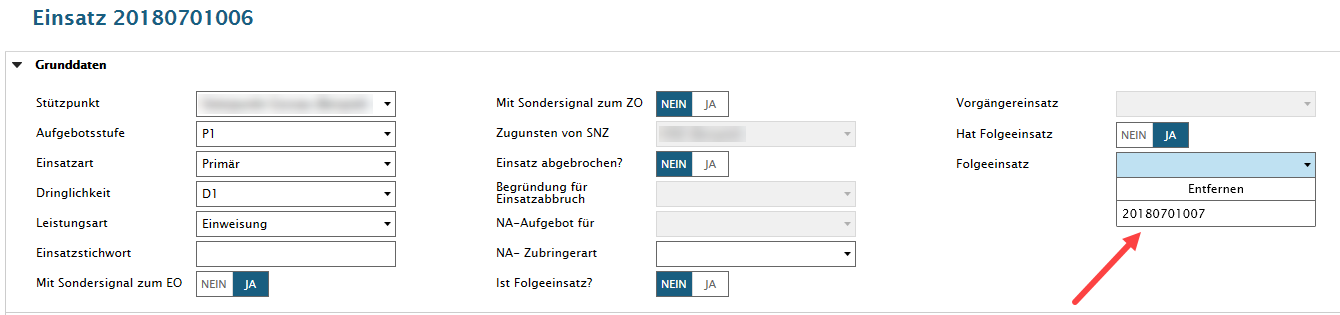 Einsatz 20180701006
Grunddaten
Stützpunkt
Aufgebotsstufe P1
Einsatzart Primär
Dringlichkeit D1
Leistungsart Einweisung
Einsatzstichwort
Mit Sondersignal zum EO NEIN JA
Mit Sondersignal zum ZO NEIN JA
Zugunsten von SNZ
Einsatz abgebrochen? NEIN JA
Begründung für
Einsatzabbruch
NA-Aufgebot für
NA- Zubringerart
Ist Folgeeinsatz? NEIN JA
Vorgängereinsatz
Hat Folgeeinsatz NEIN JA
Folgeeinsatz
Entfernen
20180701007